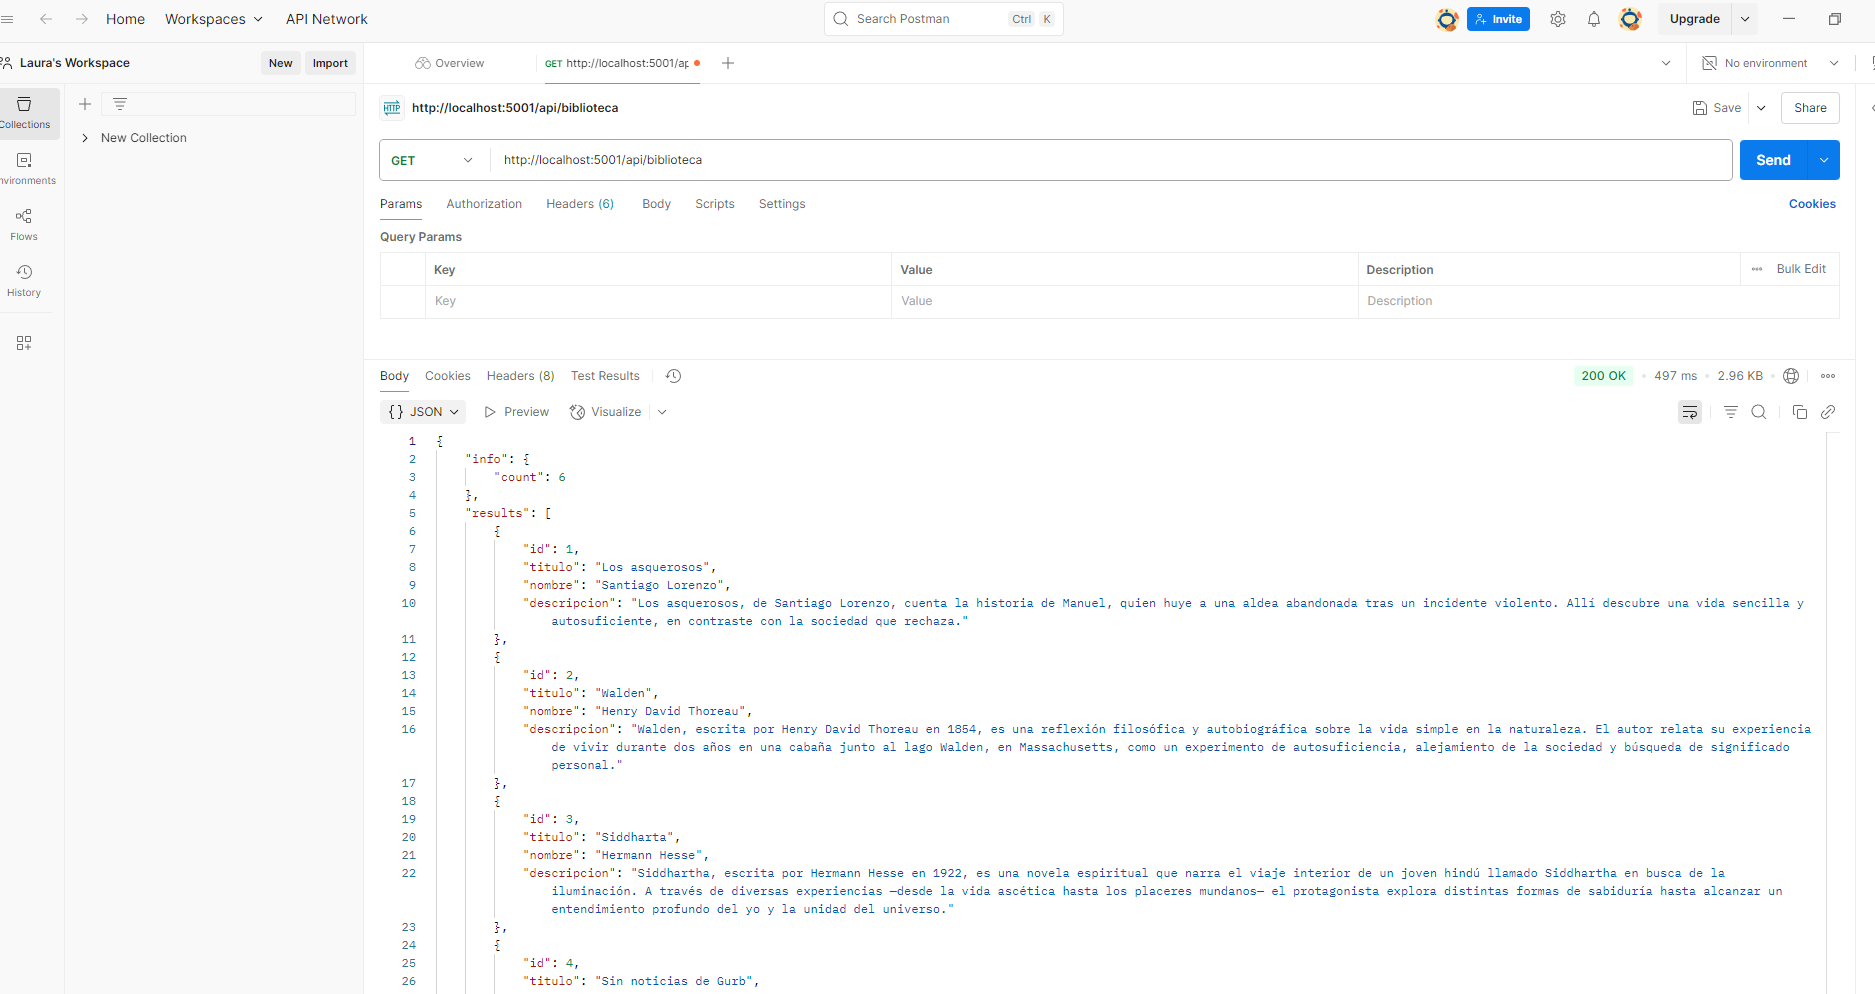 Home Workspaces API Network Search Postman Ctrl K Invite Upgrade
Laura's Workspace New Import Overview GET http://localhost:5001/ap No environment
Collections
New Collection
HTTP http://localhost:5001/api/biblioteca Save Share
GET http://localhost:5001/api/biblioteca Send
nvironments
Params Authorization Headers (6) Body Scripts Settings Cookies
Flows
Query Params
Key Value Description Bulk Edit
Key Value Description
History
Body Cookies Headers (8) Test Results 200 OK 497 ms 2.96 KB
{} JSON Preview Visualize
1 {
2 "info": {
3 "count": 6
4 },
5 "results": [
6 {
7 "id": 1,
8 "titulo": "Los asquerosos",
9 "nombre": "Santiago Lorenzo",
10 "descripcion": "Los asquerosos, de Santiago Lorenzo, cuenta la historia de Manuel, quien huye a una aldea abandonada tras un incidente violento. Allí descubre una vida sencilla y
autosuficiente, en contraste con la sociedad que rechaza."
11 },
12 {
13 "id": 2,
14 "titulo": "Walden",
15 "nombre": "Henry David Thoreau",
16 "descripcion": "Walden, escrita por Henry David Thoreau en 1854, es una reflexión filosófica y autobiográfica sobre la vida simple en la naturaleza. El autor relata su experiencia
de vivir durante dos años en una cabaña junto al lago Walden, en Massachusetts, como un experimento de autosuficiencia, alejamiento de la sociedad y búsqueda de significado
personal."
17 },
18 {
19 "id": 3,
20 "titulo": "Siddharta",
21 "nombre": "Hermann Hesse",
22 "descripcion": "Siddhartha, escrita por Hermann Hesse en 1922, es una novela espiritual que narra el viaje interior de un joven hindú llamado Siddhartha en busca de la
iluminación. A través de diversas experiencias —desde la vida ascética hasta los placeres mundanos— el protagonista explora distintas formas de sabiduría hasta alcanzar un
entendimiento profundo del yo y la unidad del universo."
23 },
24 {
25 "id": 4,
26 "titulo": "Sin noticias de Gurb",